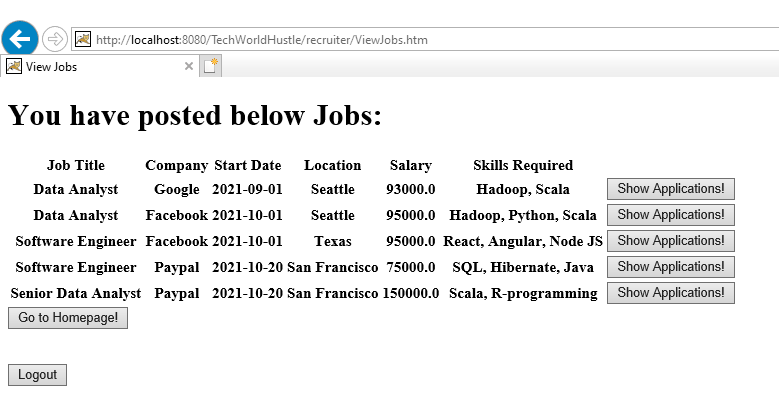 http://localhost:8080/TechWorldHustle/recruiter/ViewJobs.htm
View Jobs
You have posted below Jobs:
Job Title Company Start Date Location Salary Skills Required
Data Analyst Google 2021-09-01 Seattle 93000.0 Hadoop, Scala Show Applications!
Data Analyst Facebook 2021-10-01 Seattle 95000.0 Hadoop, Python, Scala Show Applications!
Software Engineer Facebook 2021-10-01 Texas 95000.0 React, Angular, Node JS Show Applications!
Software Engineer Paypal 2021-10-20 San Francisco 75000.0 SQL, Hibernate, Java Show Applications!
Senior Data Analyst Paypal 2021-10-20 San Francisco 150000.0 Scala, R-programming Show Applications!
Go to Homepage!
Logout